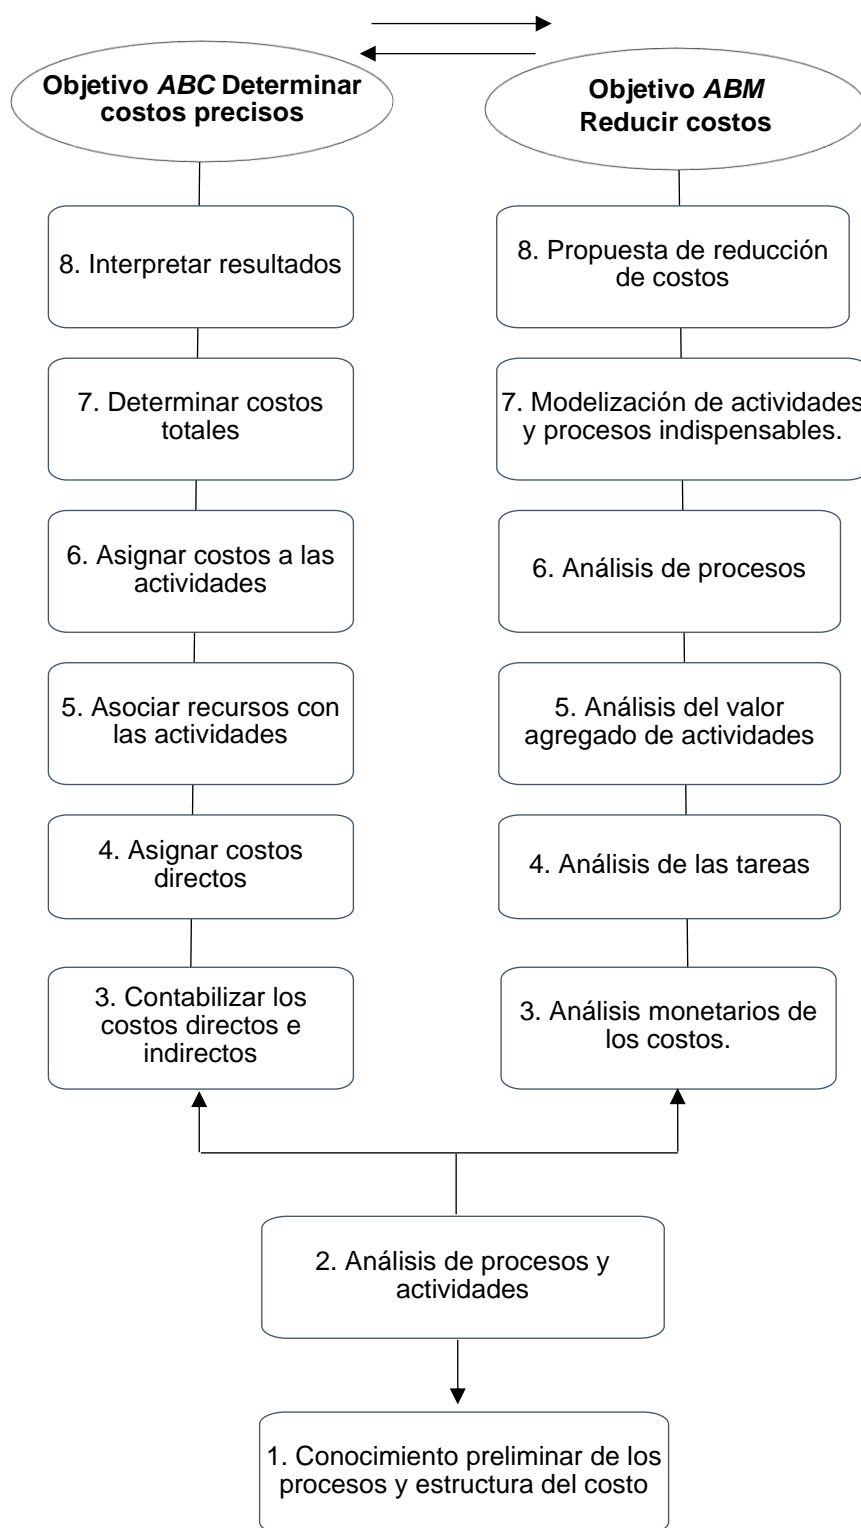 Objetivo ABC Determinar
costos precisos
Objetivo ABM
Reducir costos
8. Interpretar resultados
8. Propuesta de reducción
de costos
7. Determinar costos
totales
7. Modelización de actividades
y procesos indispensables.
6. Asignar costos a las
actividades
6. Análisis de procesos
5. Asociar recursos con
las actividades
5. Análisis del valor
agregado de actividades
4. Asignar costos
directos
4. Análisis de las tareas
3. Contabilizar los
costos directos e
indirectos
3. Análisis monetarios de
los costos.
2. Análisis de procesos y
actividades
1. Conocimiento preliminar de los
procesos y estructura del costo